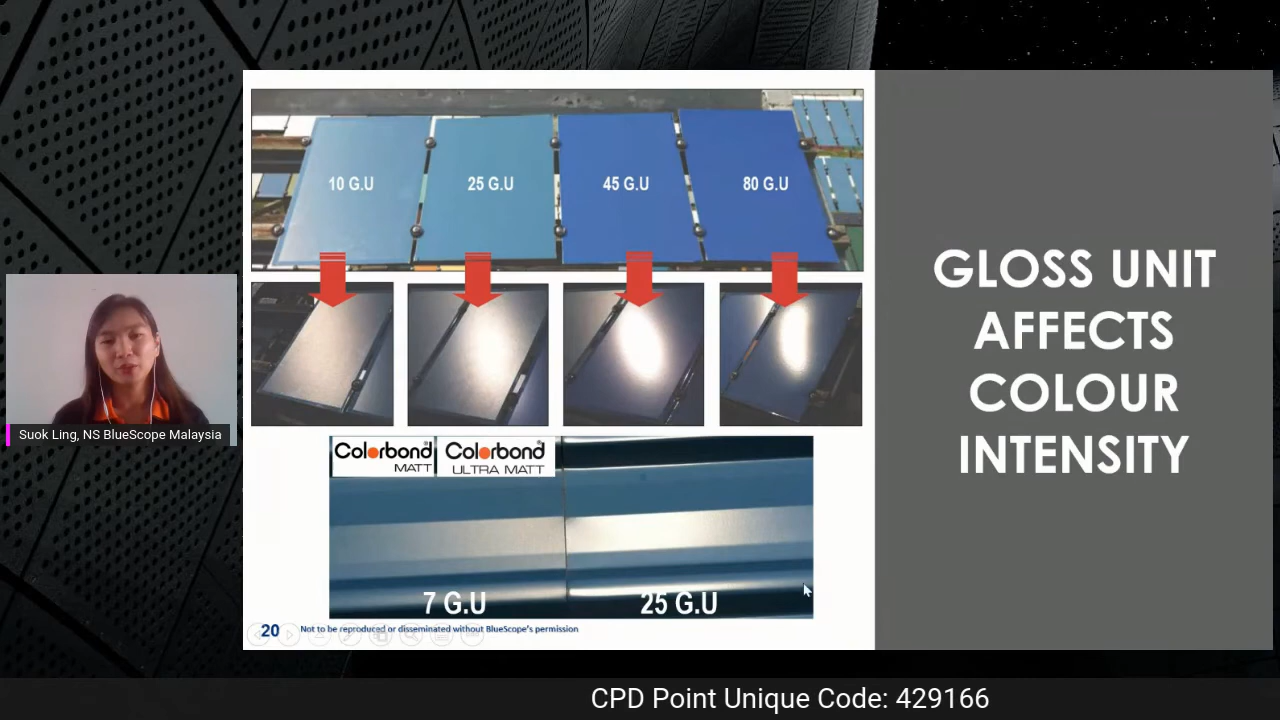 10 G.U
25 G.U
45 G.U
80 G.U
GLOSS UNIT
AFFECTS
COLOUR
INTENSITY
Suok Ling, NS BlueScope Malaysia
Colorbond®
MATT
Colorbond®
ULTRA MATT
7 G.U
25 G.U
20
Not to be reproduced or disseminated without BlueScope's permission
CPD Point Unique Code: 429166